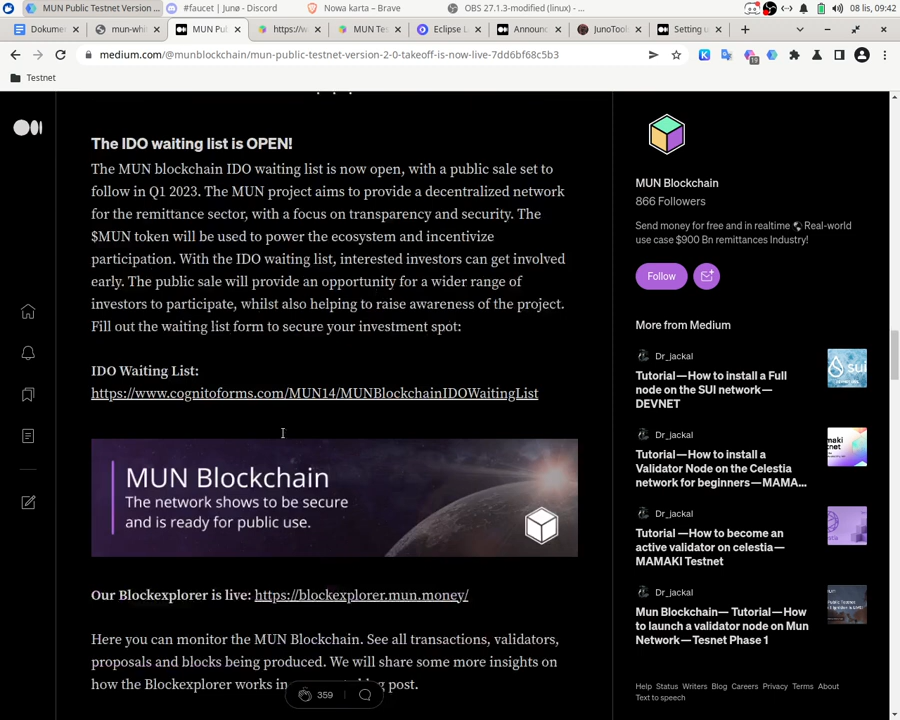 MUN Public Testnet Version ...
#faucet | Juno - Discord
Nowa karta - Brave
OBS 27.1.3-modified (linux) - ...
08 lis, 09:42
Dokume
mun-whi
MUN Pu
https://w
MUN Te
Eclipse L
Announc
JunoTool
Setting u
medium.com/@munblockchain/mun-public-testnet-version-2-0-takeoff-is-now-live-7dd6bf68c5b3
Testnet
The IDO waiting list is OPEN!
The MUN blockchain IDO waiting list is now open, with a public sale set to
follow in Q1 2023. The MUN project aims to provide a decentralized network
for the remittance sector, with a focus on transparency and security. The
$MUN token will be used to power the ecosystem and incentivize
participation. With the IDO waiting list, interested investors can get involved
early. The public sale will provide an opportunity for a wider range of
investors to participate, whilst also helping to raise awareness of the project.
Fill out the waiting list form to secure your investment spot:
IDO Waiting List:
https://www.cognitoforms.com/MUN14/MUNBlockchainIDOWaitingList
MUN Blockchain
The network shows to be secure
and is ready for public use.
Our Blockexplorer is live: https://blockexplorer.mun.money/
Here you can monitor the MUN Blockchain. See all transactions, validators,
proposals and blocks being produced. We will share some more insights on
how the Blockexplorer works in post.
359
MUN Blockchain
866 Followers
Send money for free and in realtime 🌎 Real-world
use case $900 Bn remittances Industry!
Follow
More from Medium
Dr_jackal
Tutorial — How to install a Full
node on the SUI network —
DEVNET
Dr_jackal
Tutorial — How to install a
Validator Node on the Celestia
network for beginners — MAMA...
Dr_jackal
Tutorial — How to become an
active validator on celestia —
MAMAKI Testnet
Dr_jackal
Mun Blockchain — Tutorial — How
to launch a validator node on Mun
Network — Tesnet Phase 1
Help Status Writers Blog Careers Privacy Terms About
Text to speech